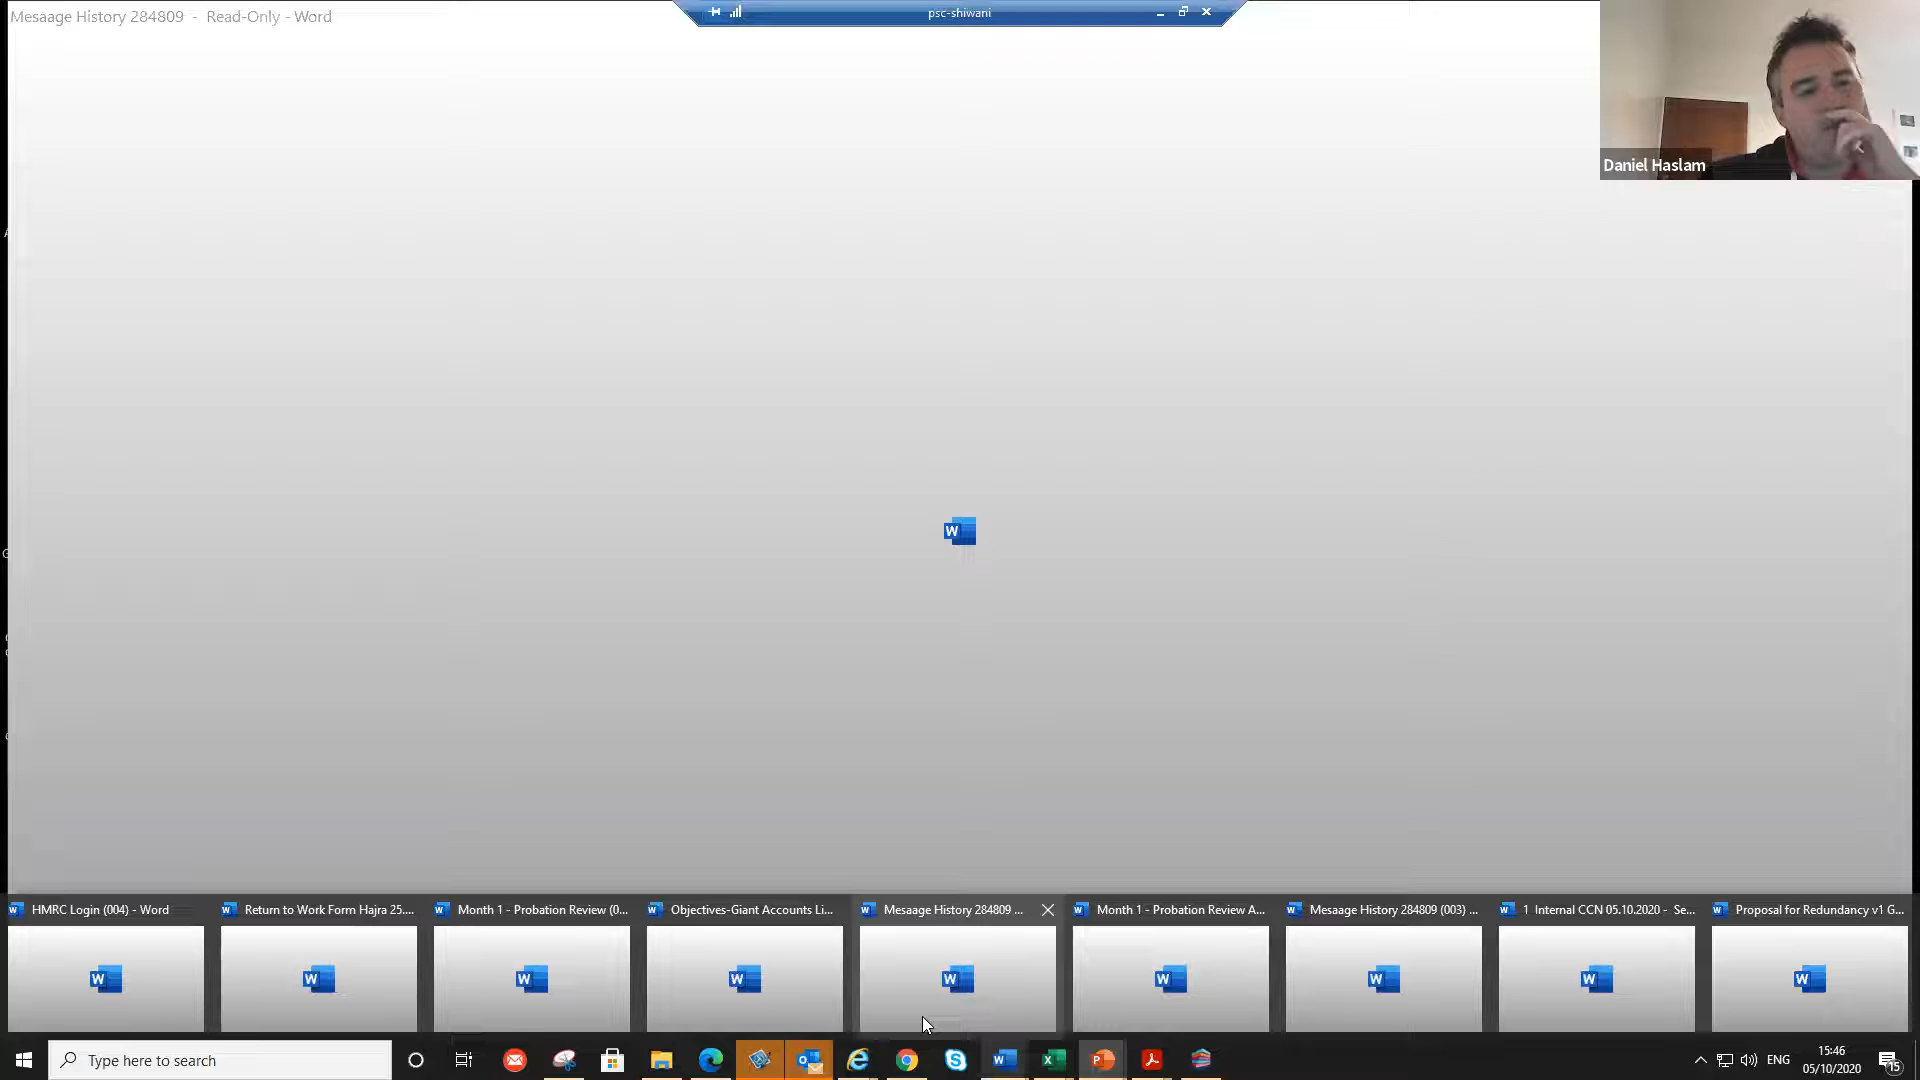 Mesaage History 284809 - Read-Only - Word
psc-shiwani
Daniel Haslam
HMRC Login (004) - Word
Return to Work Form Hajra 25....
Month 1 - Probation Review (0...
Objectives-Giant Accounts Li...
Mesaage History 284809 ...
Month 1 - Probation Review A...
Mesaage History 284809 (003) ...
1 Internal CCN 05.10.2020 - Se...
Proposal for Redundancy v1 G...
Type here to search
ENG
15:46
05/10/2020
15